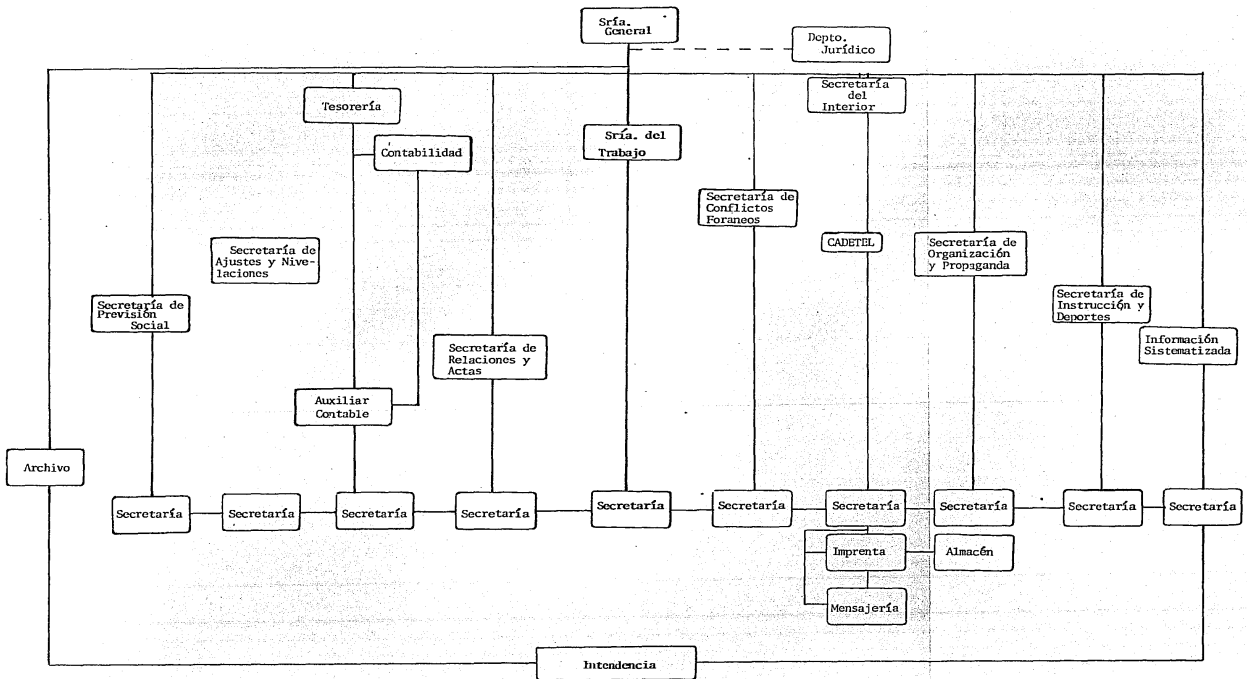 Sría.
General
Depto.
Jurídico
Tesorería
Secretaría
del
Interior
Sría. del
Trabajo
Contabilidad
Secretaría de
Conflictos
Foraneos
Secretaría de
Ajustes y Nive-
laciones
CADETEL
Secretaría de
Organización
y Propaganda
Secretaría de
Previsión
Social
Secretaría de
Instrucción y
Deportes
Secretaría de
Relaciones y
Actas
Información
Sistematizada
Auxiliar
Contable
Archivo
Secretaría
Secretaría
Secretaría
Secretaría
Secretaría
Secretaría
Secretaría
Secretaría
Secretaría
Secretaría
Imprenta
Almacén
Mensajería
Intendencia